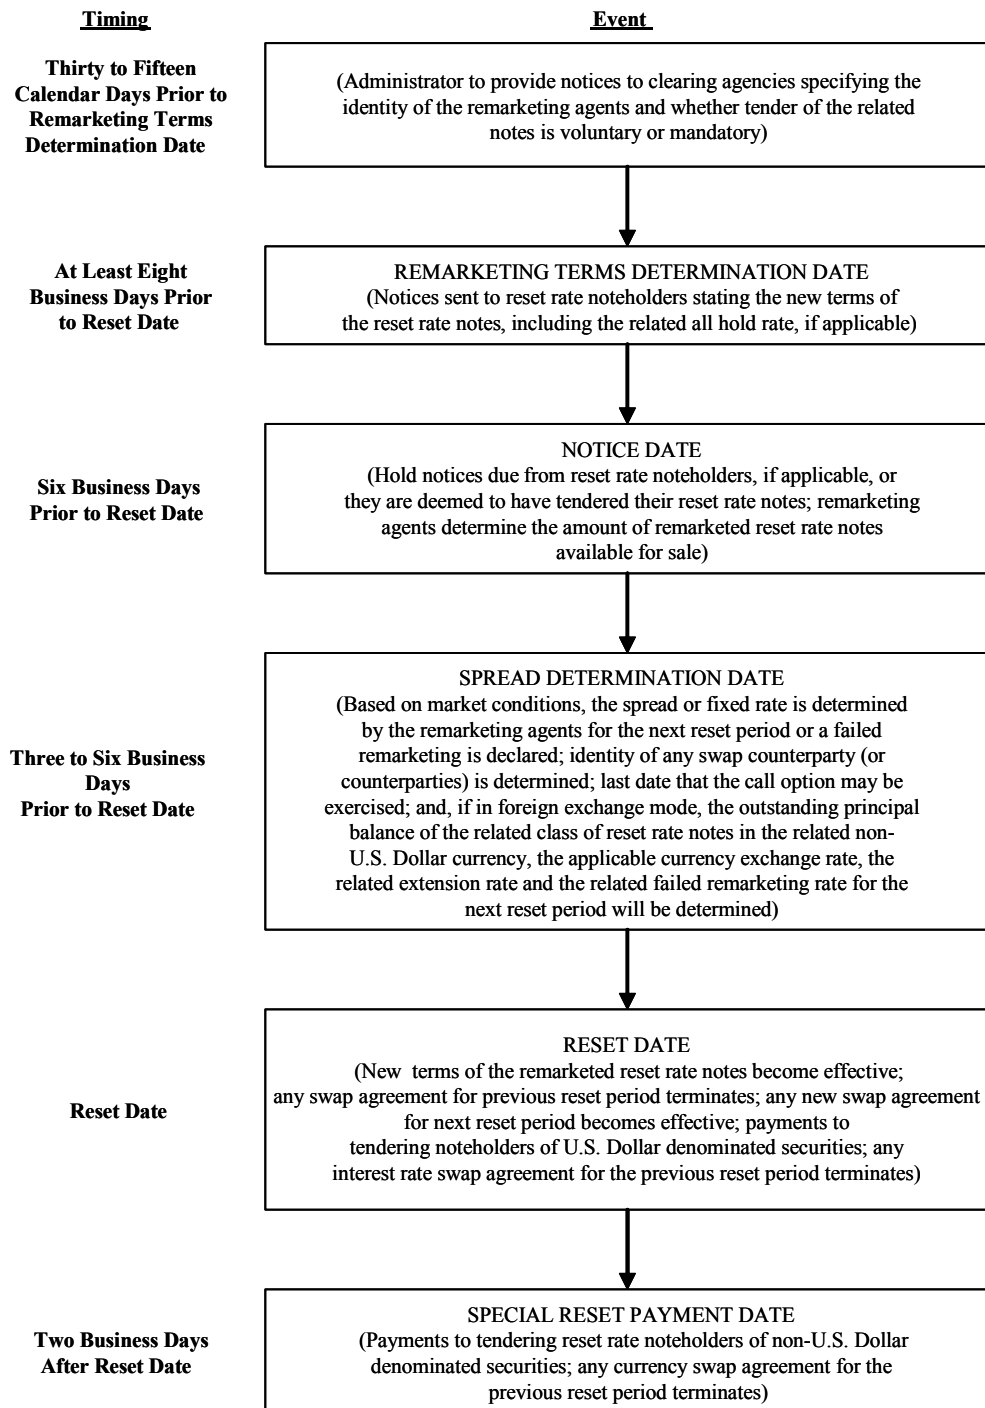 Timing
Event
Thirty to Fifteen
Calendar Days Prior to
Remarketing Terms
Determination Date
(Administrator to provide notices to clearing agencies specifying the
identity of the remarketing agents and whether tender of the related
notes is voluntary or mandatory)
At Least Eight
Business Days Prior
to Reset Date
REMARKETING TERMS DETERMINATION DATE
(Notices sent to reset rate noteholders stating the new terms of
the reset rate notes, including the related all hold rate, if applicable)
Six Business Days
Prior to Reset Date
NOTICE DATE
(Hold notices due from reset rate noteholders, if applicable, or
they are deemed to have tendered their reset rate notes; remarketing
agents determine the amount of remarketed reset rate notes
available for sale)
Three to Six Business
Days
Prior to Reset Date
SPREAD DETERMINATION DATE
(Based on market conditions, the spread or fixed rate is determined
by the remarketing agents for the next reset period or a failed
remarketing is declared; identity of any swap counterparty (or
counterparties) is determined; last date that the call option may be
exercised; and, if in foreign exchange mode, the outstanding principal
balance of the related class of reset rate notes in the related non-
U.S. Dollar currency, the applicable currency exchange rate, the
related extension rate and the related failed remarketing rate for the
next reset period will be determined)
Reset Date
RESET DATE
(New terms of the remarketed reset rate notes become effective;
any swap agreement for previous reset period terminates; any new swap agreement
for next reset period becomes effective; payments to
tendering noteholders of U.S. Dollar denominated securities; any
interest rate swap agreement for the previous reset period terminates)
Two Business Days
After Reset Date
SPECIAL RESET PAYMENT DATE
(Payments to tendering reset rate noteholders of non-U.S. Dollar
denominated securities; any currency swap agreement for the
previous reset period terminates)